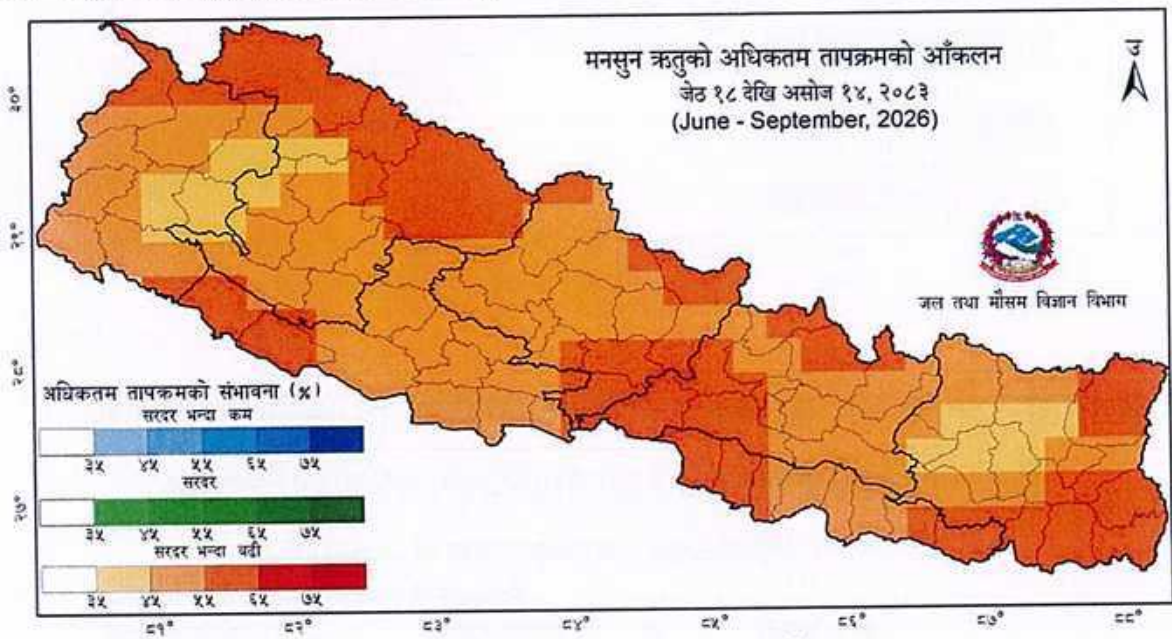 मनसुन ऋतुको अधिकतम तापक्रमको आँकलन
जेठ १८ देखि असोज १४, २०८३
(June - September, 2026)
उ
जल तथा मौसम विज्ञान विभाग
३०°
२९°
२८°
२७°
अधिकतम तापक्रमको संभावना (%)
सरदर भन्दा कम
३५ ४५ ५५ ६५ ७५
सरदर
३५ ४५ ५५ ६५ ७५
सरदर भन्दा बढी
३५ ४५ ५५ ६५ ७५
८१° ८२° ८३° ८४° ८५° ८६° ८७° ८८°